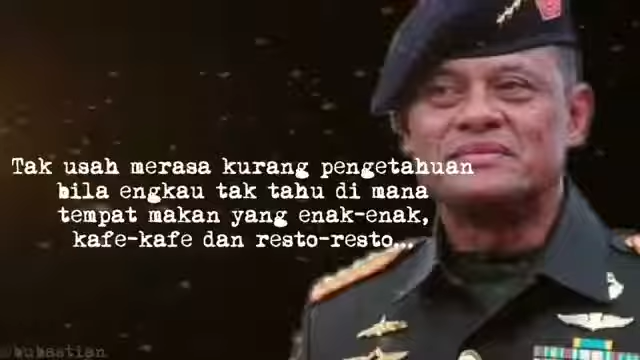 Tak usah merasa kurang pengetahuan
bila engkau tak tahu di mana
tempat makan yang enak-enak,
kafe-kafe dan resto-resto...
@bubastian